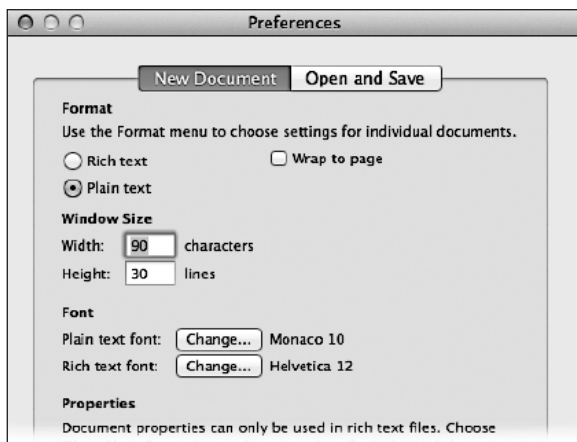 Preferences
New Document Open and Save
Format
Use the Format menu to choose settings for individual documents.
Rich text Wrap to page
Plain text
Window Size
Width: 90 characters
Height: 30 lines
Font
Plain text font: Change... Monaco 10
Rich text font: Change... Helvetica 12
Properties
Document properties can only be used in rich text files. Choose